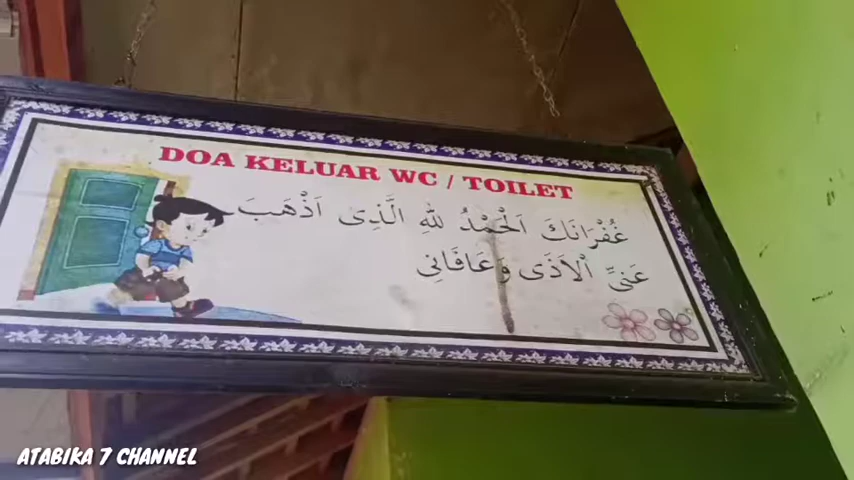 DOA KELUAR WC / TOILET
غُفْرَانَكَ الْحَمْدُ لِلّٰهِ الَّذِى اَذْهَبَ
عَنِّى الْاَذٰى وَعَافَانِى
ATABIKA 7 CHANNEL